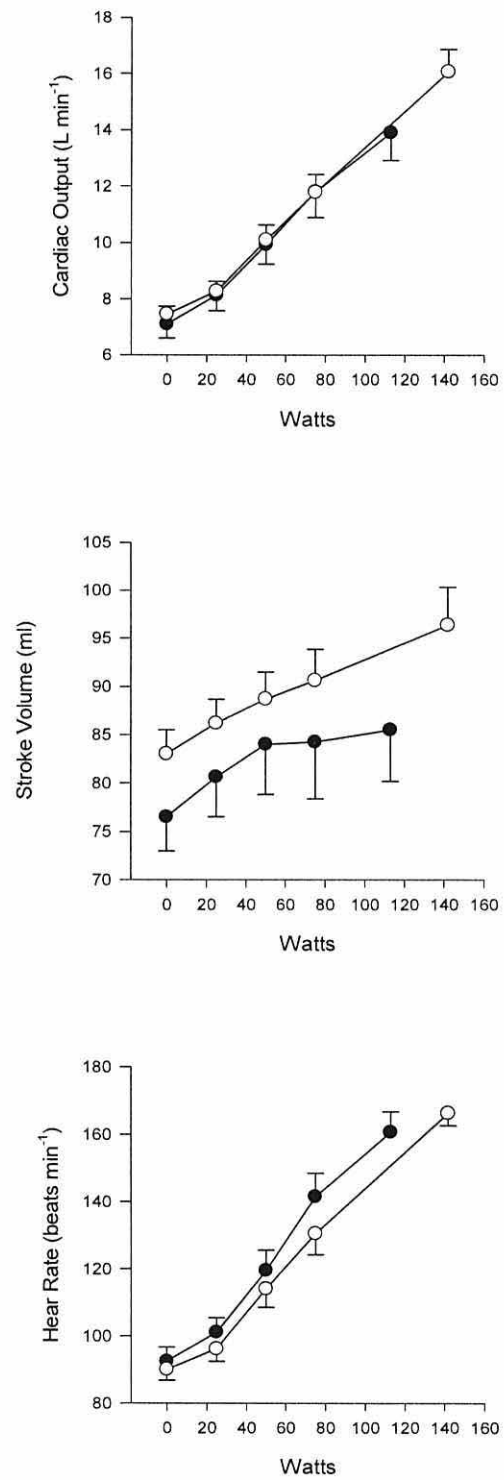 18
16
14
12
10
8
6
Cardiac Output (L min⁻¹)
0 20 40 60 80 100 120 140
Watts
105
100
95
90
85
80
75
70
Stroke Volume (ml)
0 20 40 60 80 100 120 140
Watts
180
160
140
120
100
80
Hear Rate (beats min⁻¹)
0 20 40 60 80 100 120 140
Watts